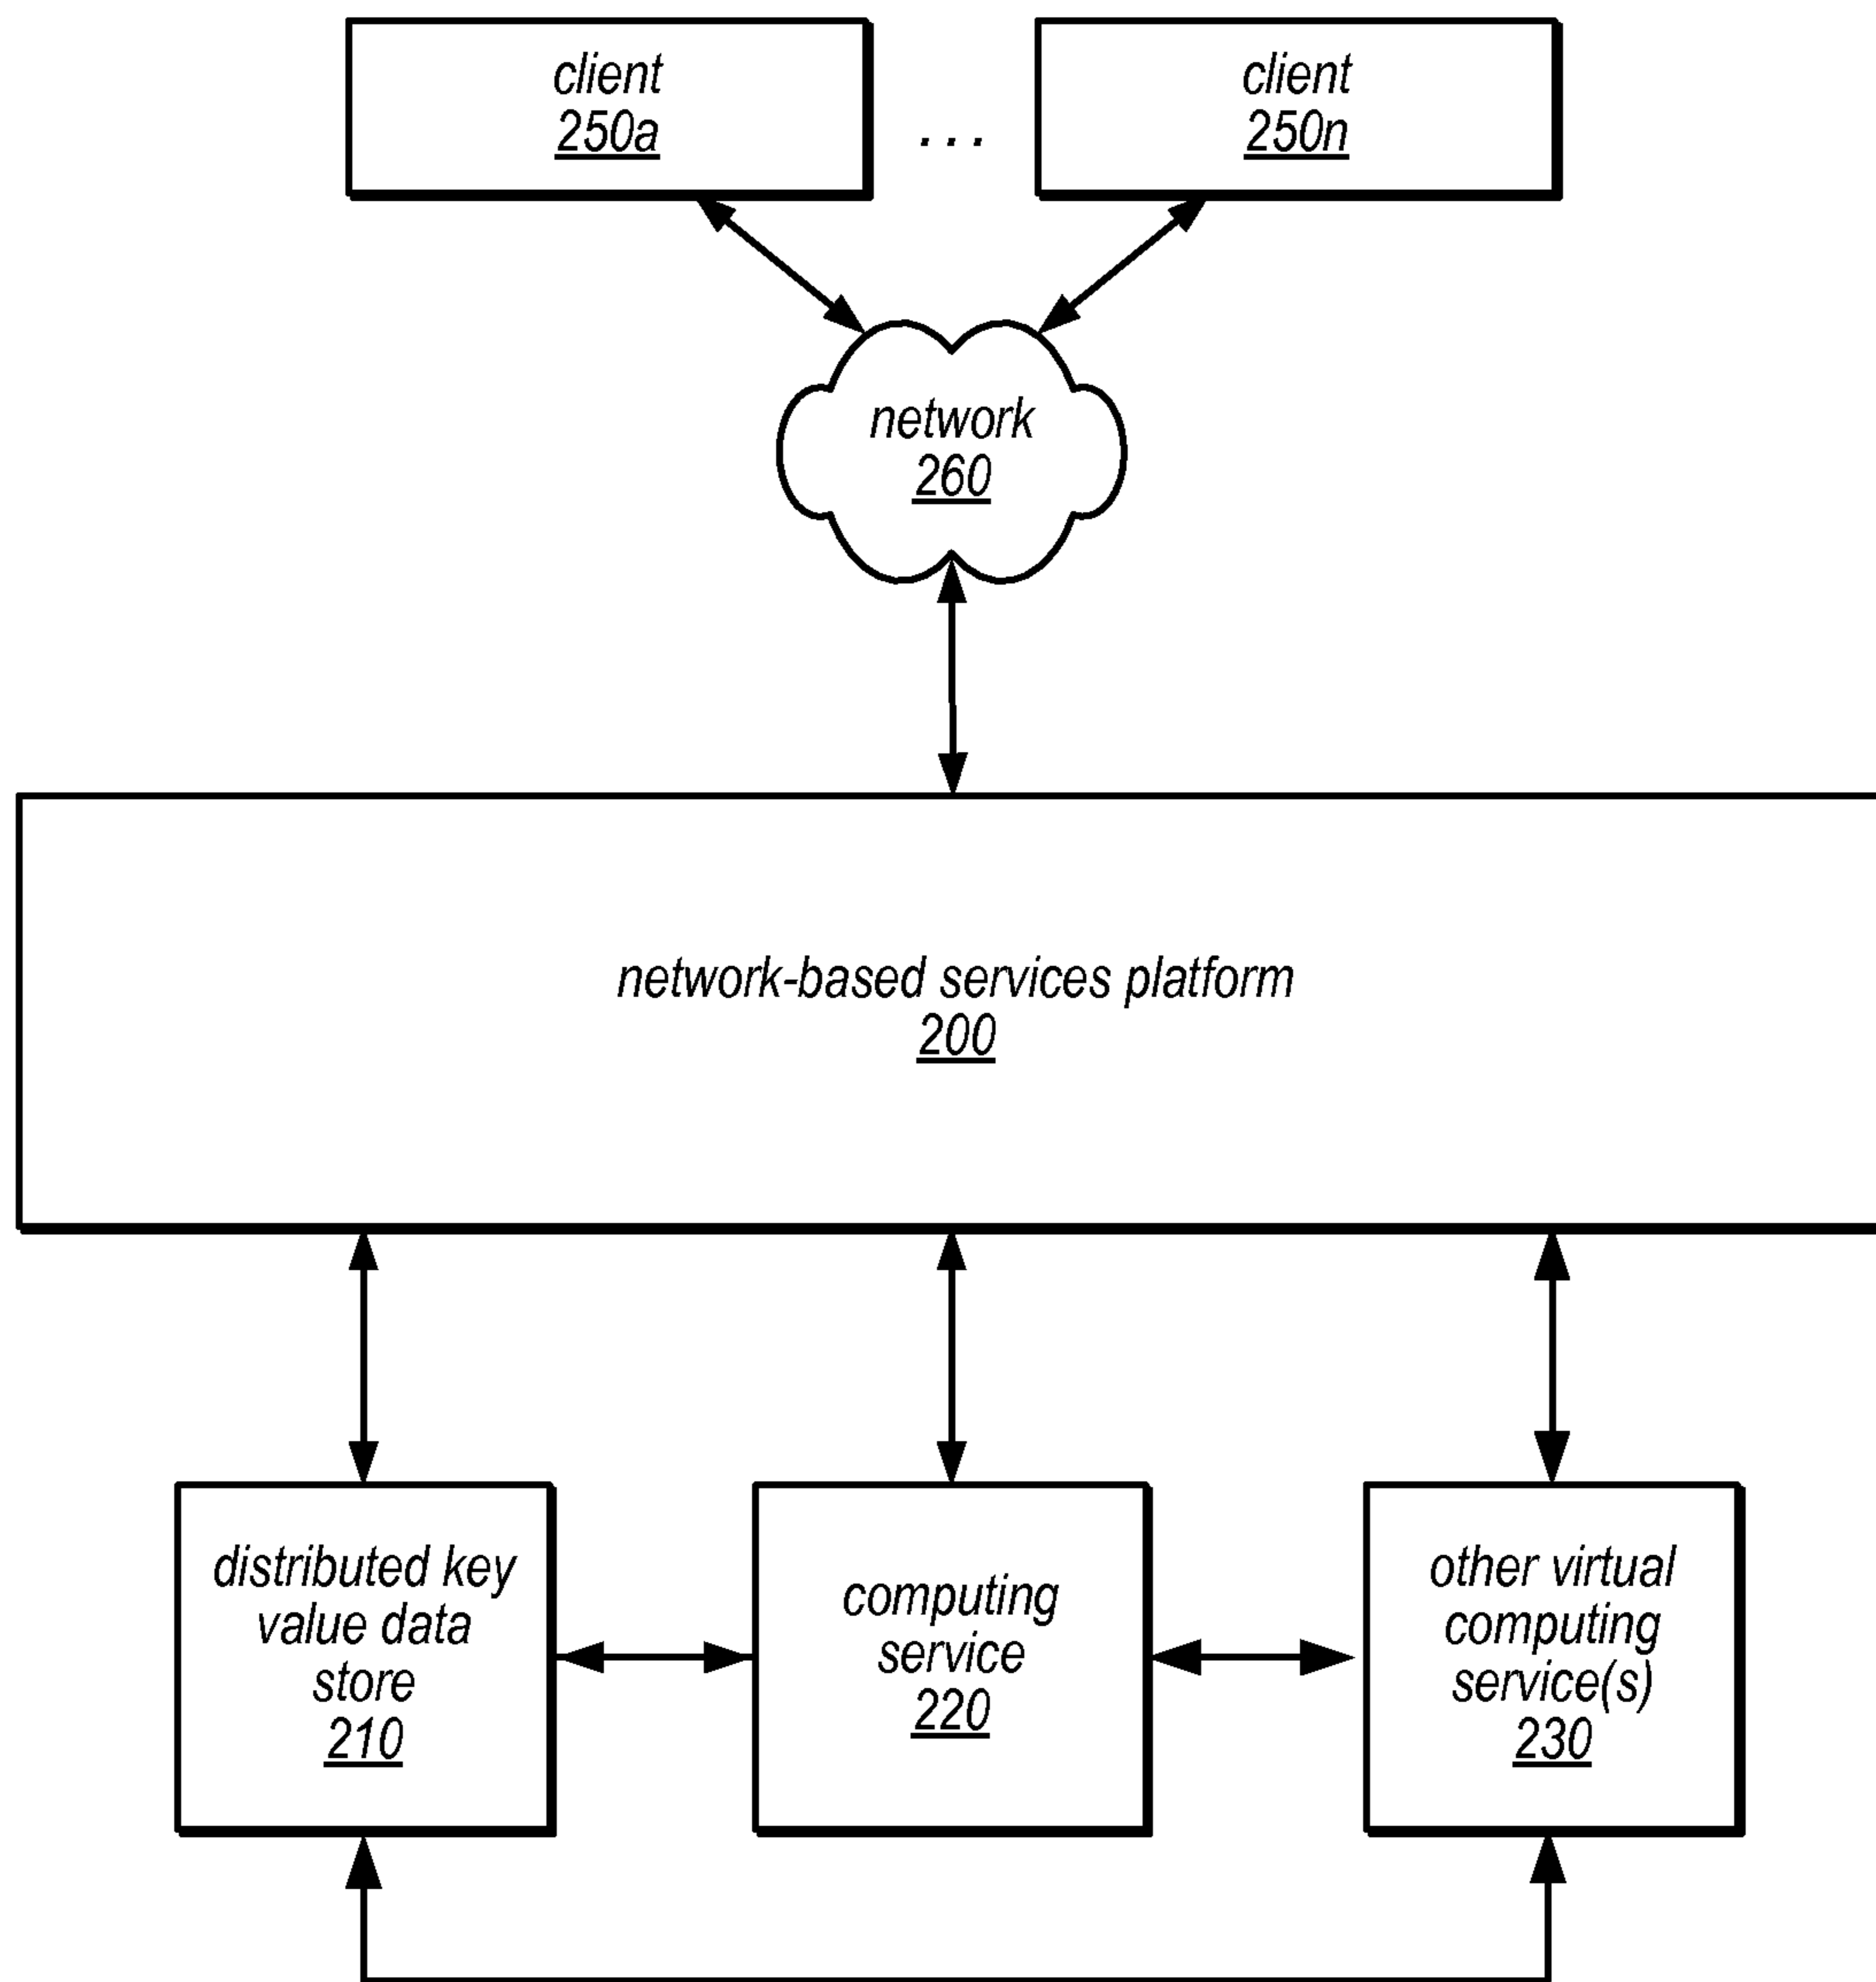 client
250a
...
client
250n
network
260
network-based services platform
200
distributed key
value data
store
210
computing
service
220
other virtual
computing
service(s)
230